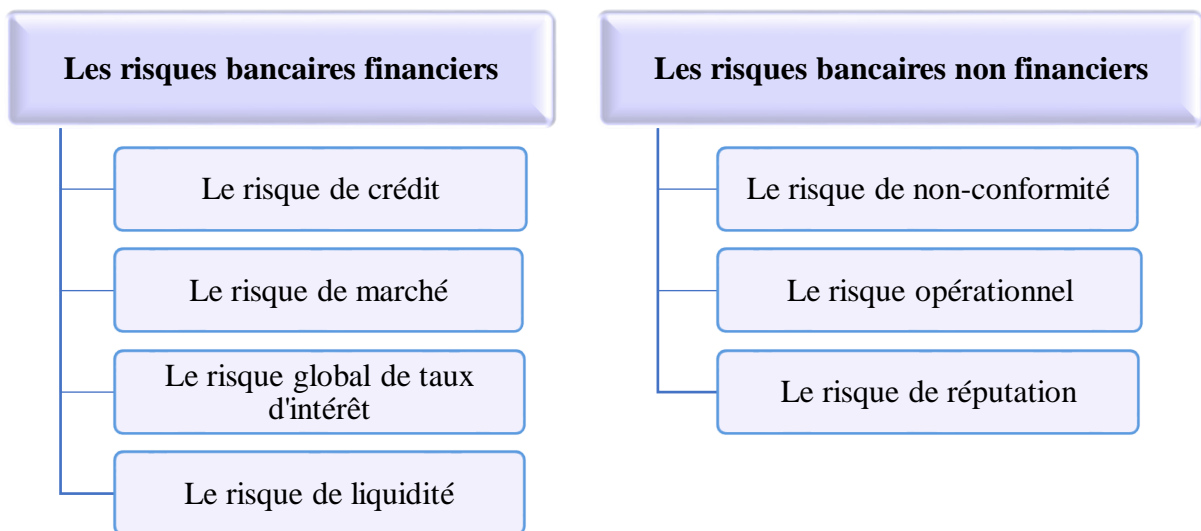 Les risques bancaires financiers
Le risque de crédit
Le risque de marché
Le risque global de taux
d'intérêt
Le risque de liquidité
Les risques bancaires non financiers
Le risque de non-conformité
Le risque opérationnel
Le risque de réputation